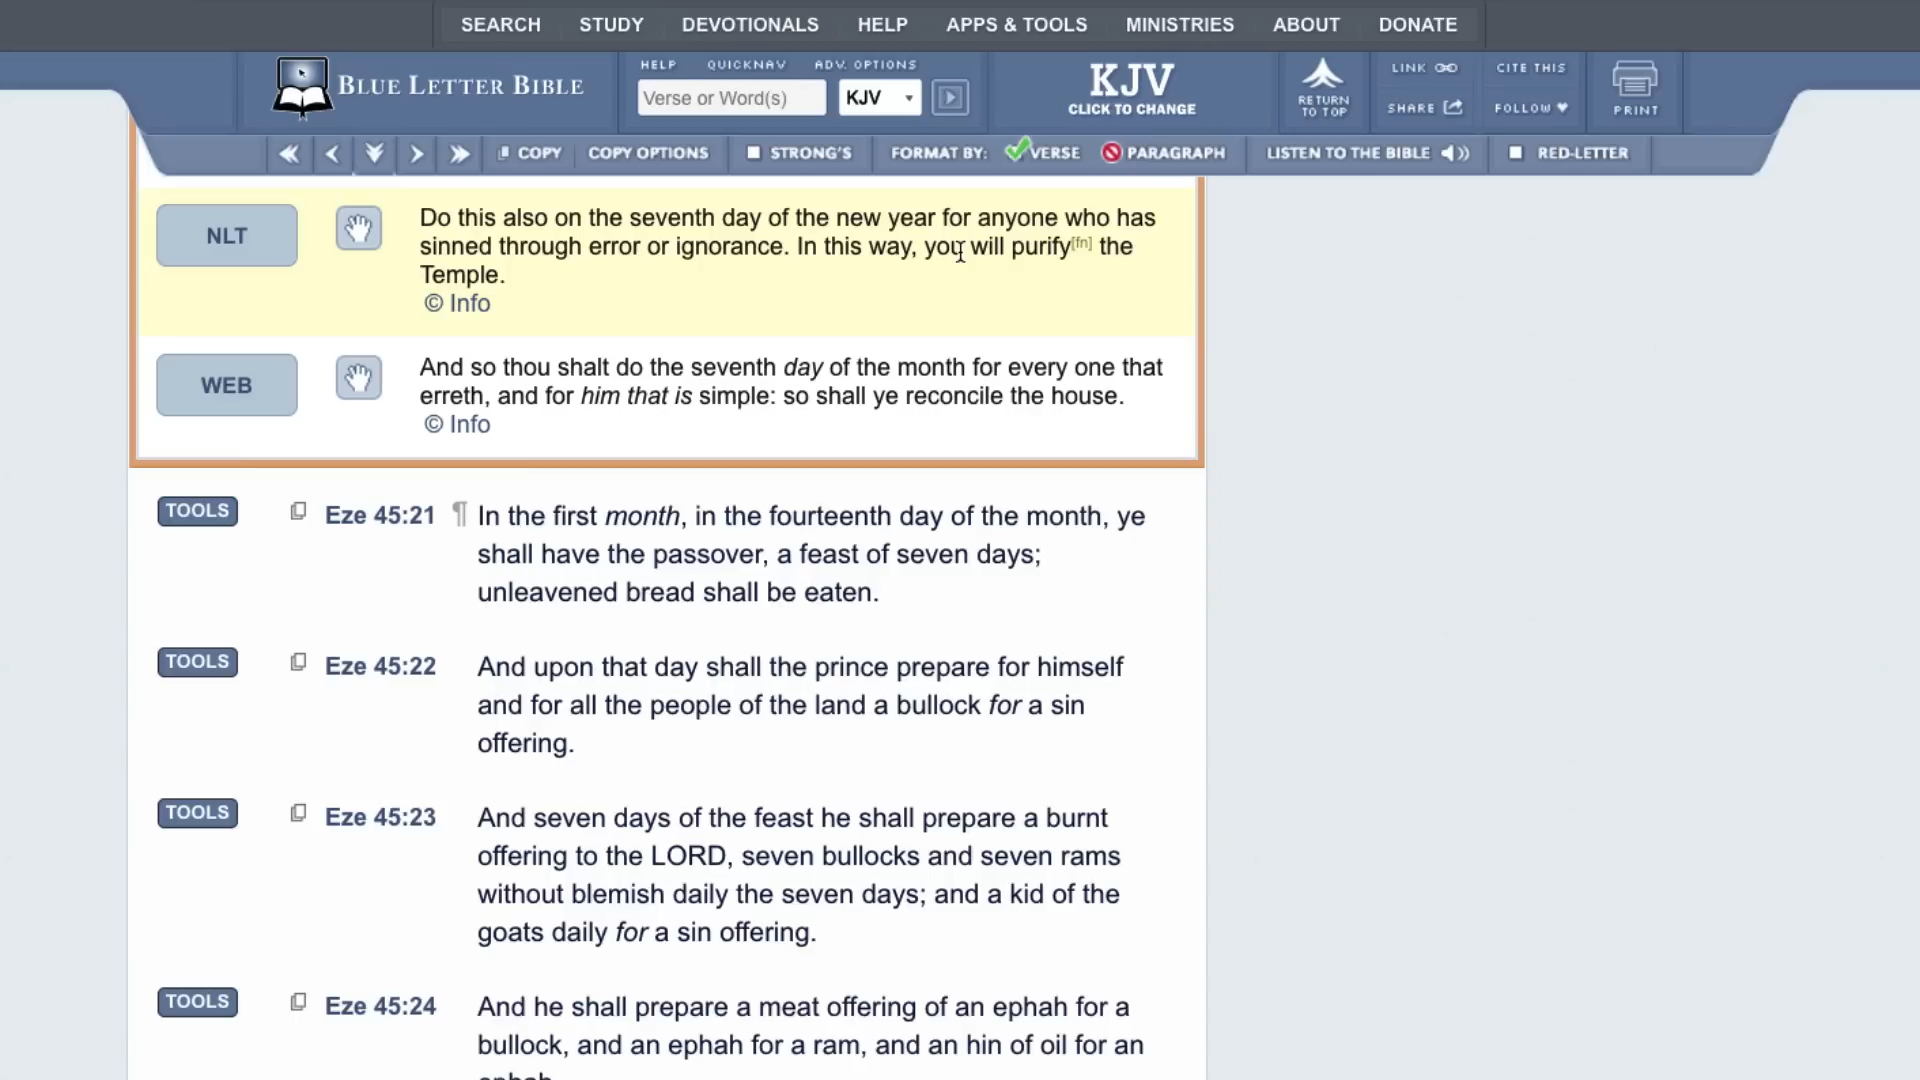 SEARCH STUDY DEVOTIONALS HELP APPS & TOOLS MINISTRIES ABOUT DONATE
BLUE LETTER BIBLE
HELP QUICKNAV ADV. OPTIONS
Verse or Word(s) KJV
KJV
CLICK TO CHANGE
RETURN
TO TOP
LINK
SHARE
CITE THIS
FOLLOW
PRINT
COPY COPY OPTIONS STRONG'S FORMAT BY: VERSE PARAGRAPH LISTEN TO THE BIBLE RED-LETTER
NLT
Do this also on the seventh day of the new year for anyone who has
sinned through error or ignorance. In this way, you will purify[fn] the
Temple.
© Info
WEB
And so thou shalt do the seventh day of the month for every one that
erreth, and for him that is simple: so shall ye reconcile the house.
© Info
TOOLS Eze 45:21 ¶ In the first month, in the fourteenth day of the month, ye
shall have the passover, a feast of seven days;
unleavened bread shall be eaten.
TOOLS Eze 45:22 And upon that day shall the prince prepare for himself
and for all the people of the land a bullock for a sin
offering.
TOOLS Eze 45:23 And seven days of the feast he shall prepare a burnt
offering to the LORD, seven bullocks and seven rams
without blemish daily the seven days; and a kid of the
goats daily for a sin offering.
TOOLS Eze 45:24 And he shall prepare a meat offering of an ephah for a
bullock, and an ephah for a ram, and an hin of oil for an